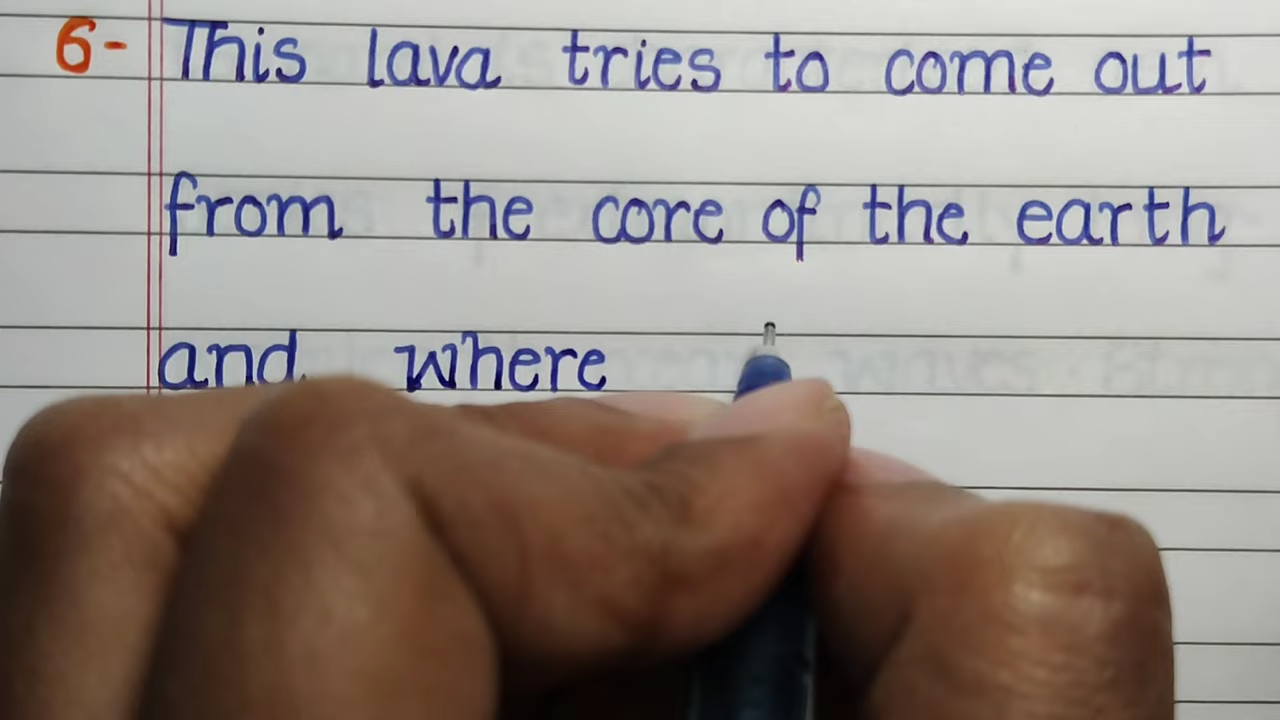 6- This lava tries to come out
from the core of the earth
and where